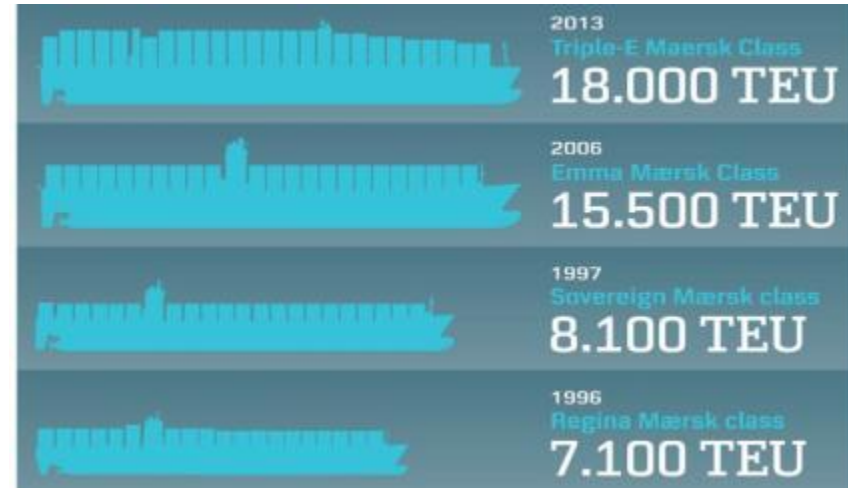 2013
Triple-E Maersk Class
18.000 TEU
2006
Emma Mærsk Class
15.500 TEU
1997
Sovereign Mærsk class
8.100 TEU
1996
Regina Mærsk class
7.100 TEU